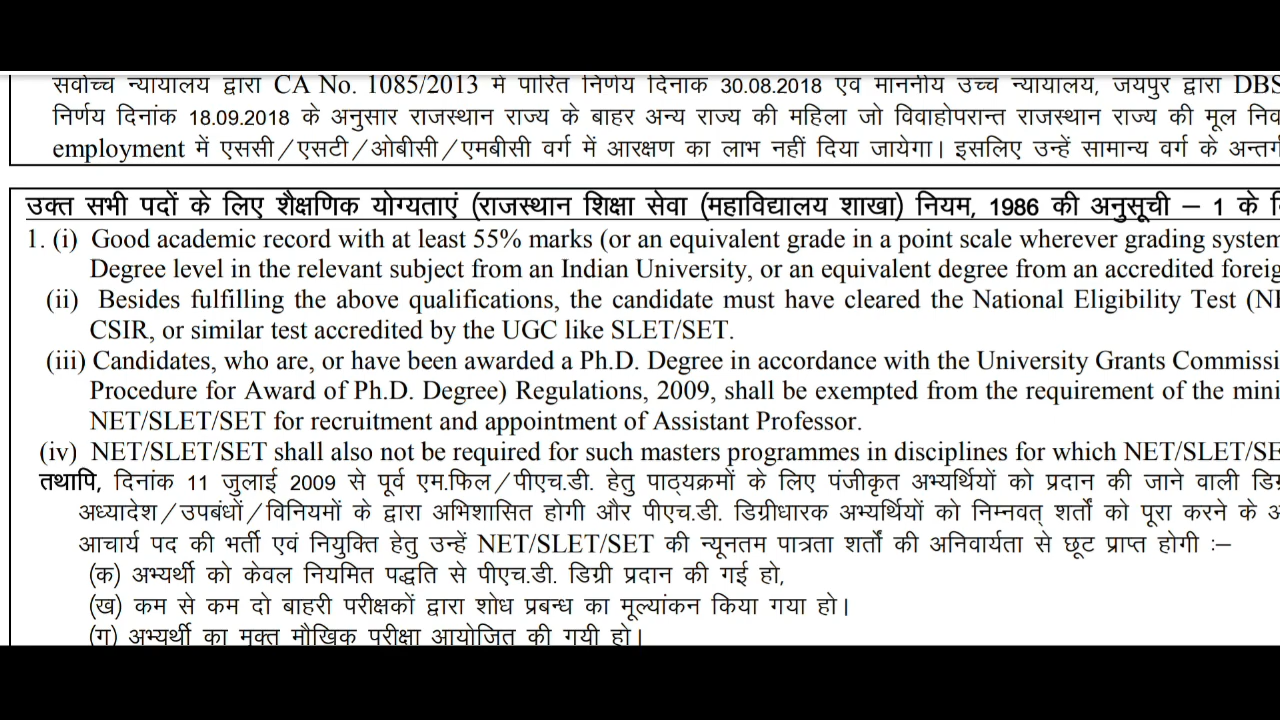 सर्वोच्च न्यायालय द्वारा CA No. 1085/2013 में पारित निर्णय दिनांक 30.08.2018 एवं माननीय उच्च न्यायालय, जयपुर द्वारा DBS
निर्णय दिनांक 18.09.2018 के अनुसार राजस्थान राज्य के बाहर अन्य राज्य की महिला जो विवाहोपरान्त राजस्थान राज्य की मूल
employment में एससी/एसटी/ओबीसी/एमबीसी वर्ग में आरक्षण का लाभ नहीं दिया जायेगा। इसलिए उन्हें सामान्य वर्ग के
उक्त सभी पदों के लिए शैक्षणिक योग्यताएं (राजस्थान शिक्षा सेवा (महाविद्यालय शाखा) नियम, 1986 की अनुसूची – 1 के
1. (i) Good academic record with at least 55% marks (or an equivalent grade in a point scale wherever grading system
Degree level in the relevant subject from an Indian University, or an equivalent degree from an accredited
(ii) Besides fulfilling the above qualifications, the candidate must have cleared the National Eligibility Test
CSIR, or similar test accredited by the UGC like SLET/SET.
(iii) Candidates, who are, or have been awarded a Ph.D. Degree in accordance with the University Grants
Procedure for Award of Ph.D. Degree) Regulations, 2009, shall be exempted from the requirement of the
NET/SLET/SET for recruitment and appointment of Assistant Professor.
(iv) NET/SLET/SET shall also not be required for such masters programmes in disciplines for which NET/SLET/SE
तथापि, दिनांक 11 जुलाई 2009 से पूर्व एम.फिल/पीएच.डी. हेतु पाठ्यक्रमों के लिए पंजीकृत अभ्यर्थियों को प्रदान की जाने वाली
अध्यादेश/उपबंधों/विनियमों के द्वारा अभिशासित होगी और पीएच.डी. डिग्रीधारक अभ्यर्थियों को निम्नवत् शर्तों को पूरा करने के
आचार्य पद की भर्ती एवं नियुक्ति हेतु उन्हें NET/SLET/SET की न्यूनतम पात्रता शर्तों की अनिवार्यता से छूट प्राप्त होगी :–
(क) अभ्यर्थी को केवल नियमित पद्धति से पीएच.डी. डिग्री प्रदान की गई हो,
(ख) कम से कम दो बाहरी परीक्षकों द्वारा शोध प्रबन्ध का मूल्यांकन किया गया हो।
(ग) अभ्यर्थी का मुक्त मौखिक परीक्षा आयोजित की गयी हो।